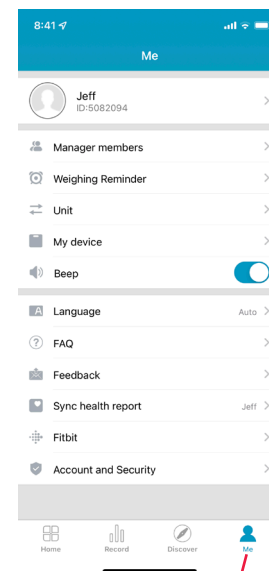 8:41
Me
Jeff
ID:5082094
Manager members
Weighing Reminder
Unit
My device
Beep
A Language Auto
? FAQ
Feedback
Sync health report Jeff
Fitbit
Account and Security
Home Record Discover Me